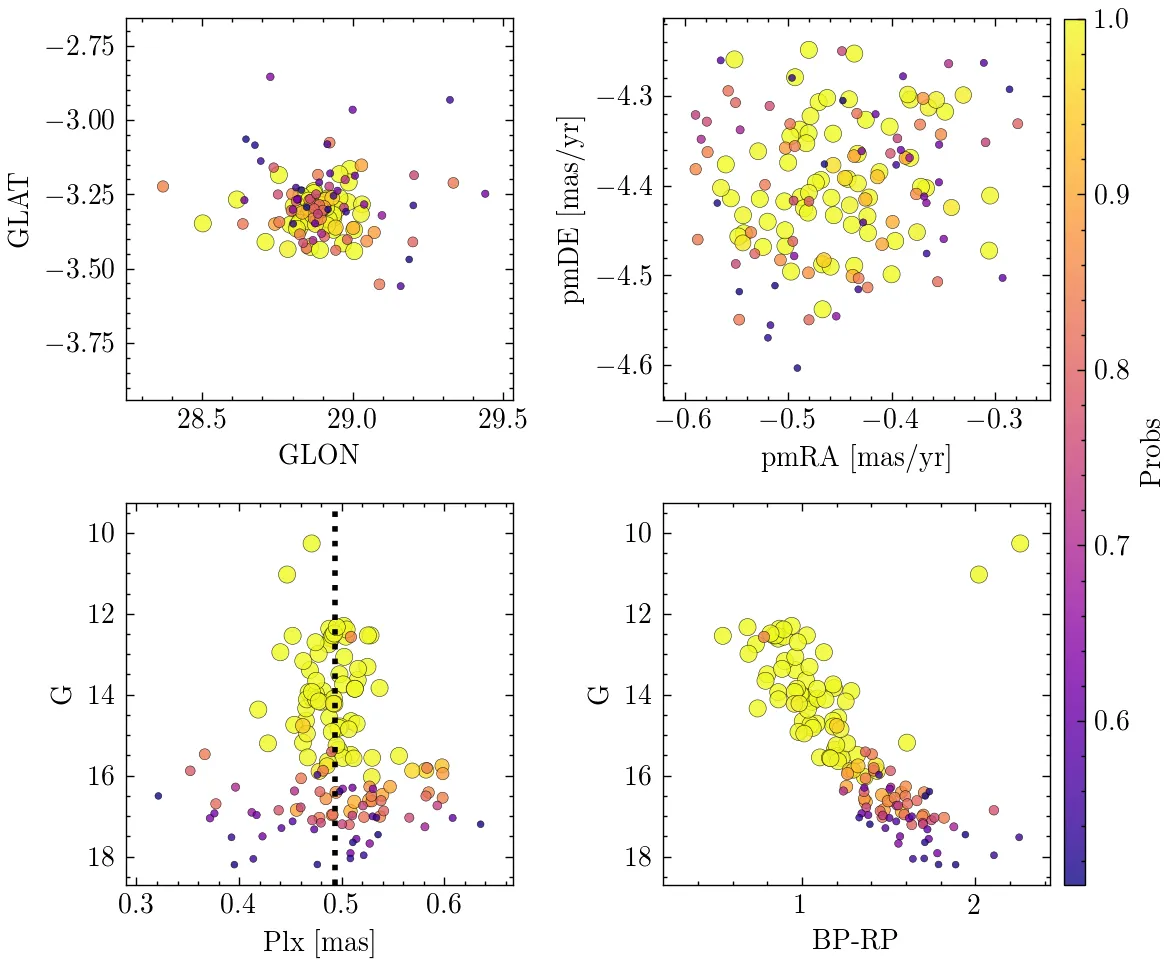 −2.75
−3.00
−3.25
−3.50
−3.75
GLAT
28.5 29.0 29.5
GLON
−4.3
−4.4
−4.5
−4.6
pmDE [mas/yr]
−0.6 −0.5 −0.4 −0.3
pmRA [mas/yr]
10
12
14
16
18
G
0.3 0.4 0.5 0.6
Plx [mas]
10
12
14
16
18
G
1 2
BP-RP
1.0
0.9
0.8
0.7
0.6
Probs